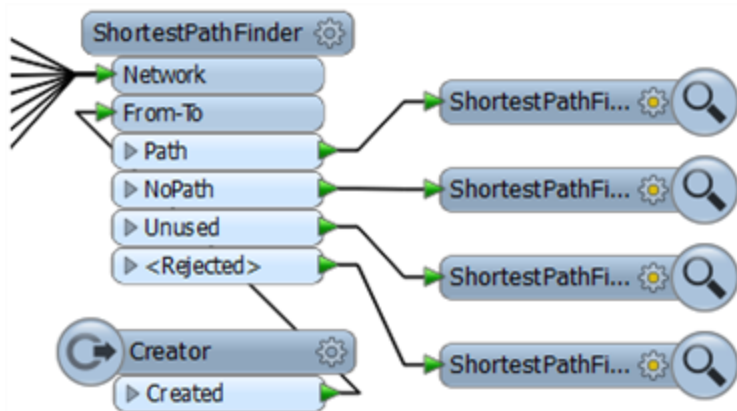 ShortestPathFinder
Network
From-To
Path
NoPath
Unused
<Rejected>
Creator
Created
ShortestPathFi...
ShortestPathFi...
ShortestPathFi...
ShortestPathFi...